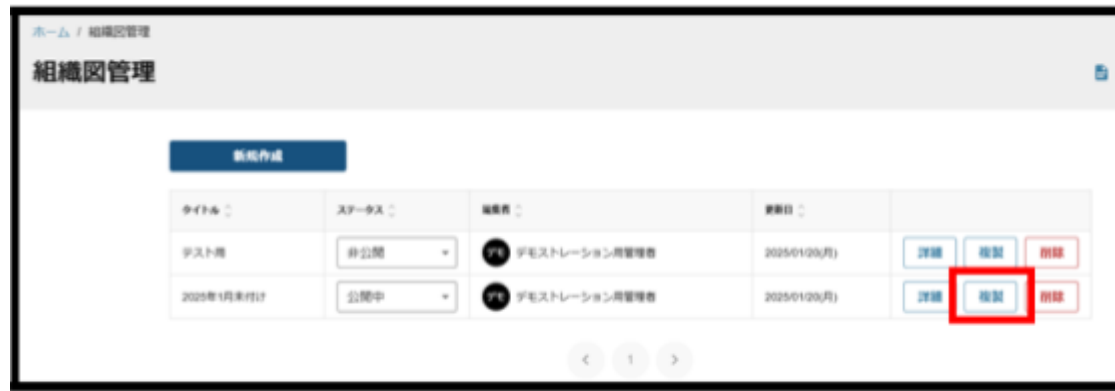 ホーム / 組織図管理
組織図管理
新規作成
タイトル ステータス 編集者 更新日
テスト用 非公開 デモ デモストレーション用管理者 2025/01/20(月) 詳細 複製 削除
2025年1月末付け 公開中 デモ デモストレーション用管理者 2025/01/20(月) 詳細 複製 削除
< 1 >